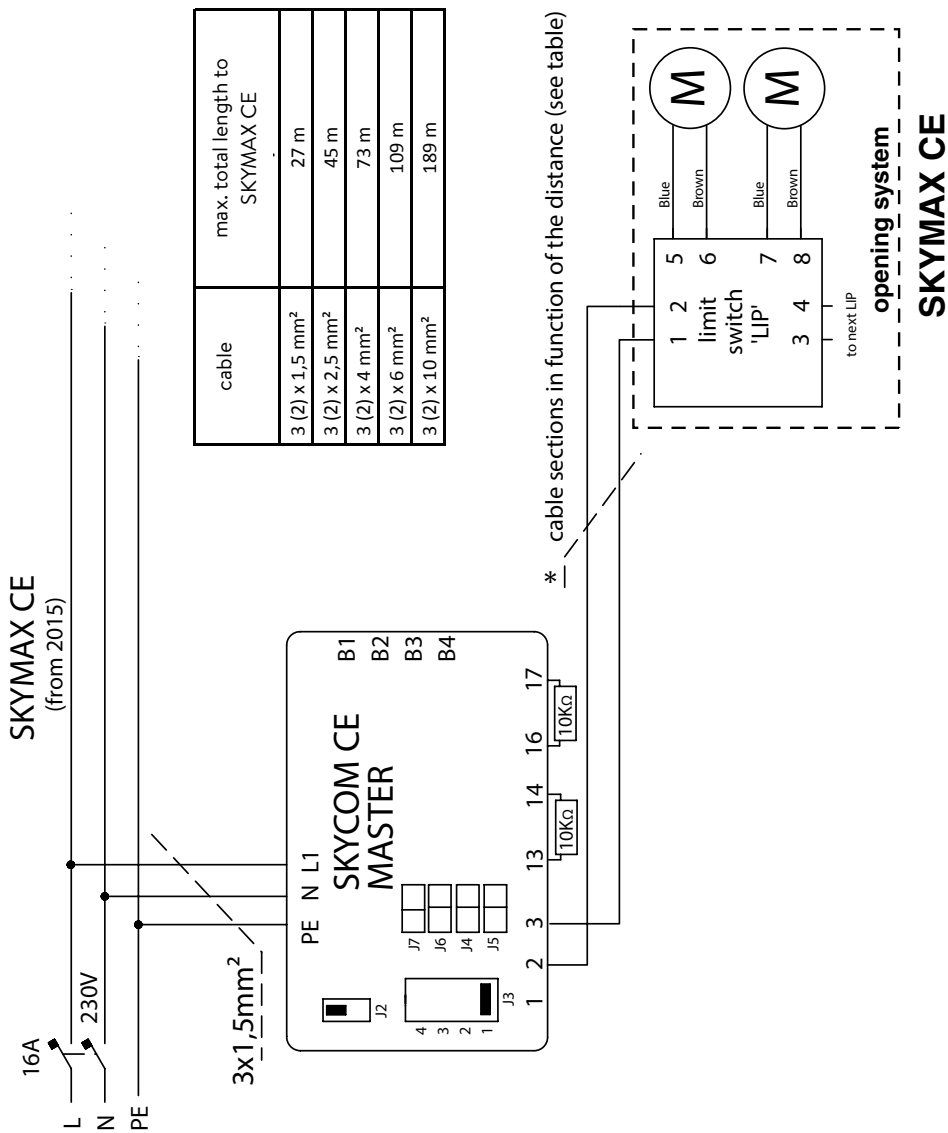 SKYMAX CE
(from 2015)
16A
230V
L
N
PE
3x1,5mm²
cable
max. total length to
SKYMAX CE
3 (2) x 1,5 mm² 27 m
3 (2) x 2,5 mm² 45 m
3 (2) x 4 mm² 73 m
3 (2) x 6 mm² 109 m
3 (2) x 10 mm² 189 m
PE N L1
SKYCOM CE
MASTER
B1
B2
B3
B4
J2
J7
J6
J4
J5
4
3
2
1
J3
1 2 3 13 14 16 17
10KΩ
10KΩ
* cable sections in function of the distance (see table)
1 2 5
limit 6
switch
'LIP' 7
3 4 8
to next LIP
Blue
Brown
Blue
Brown
M
M
opening system
SKYMAX CE